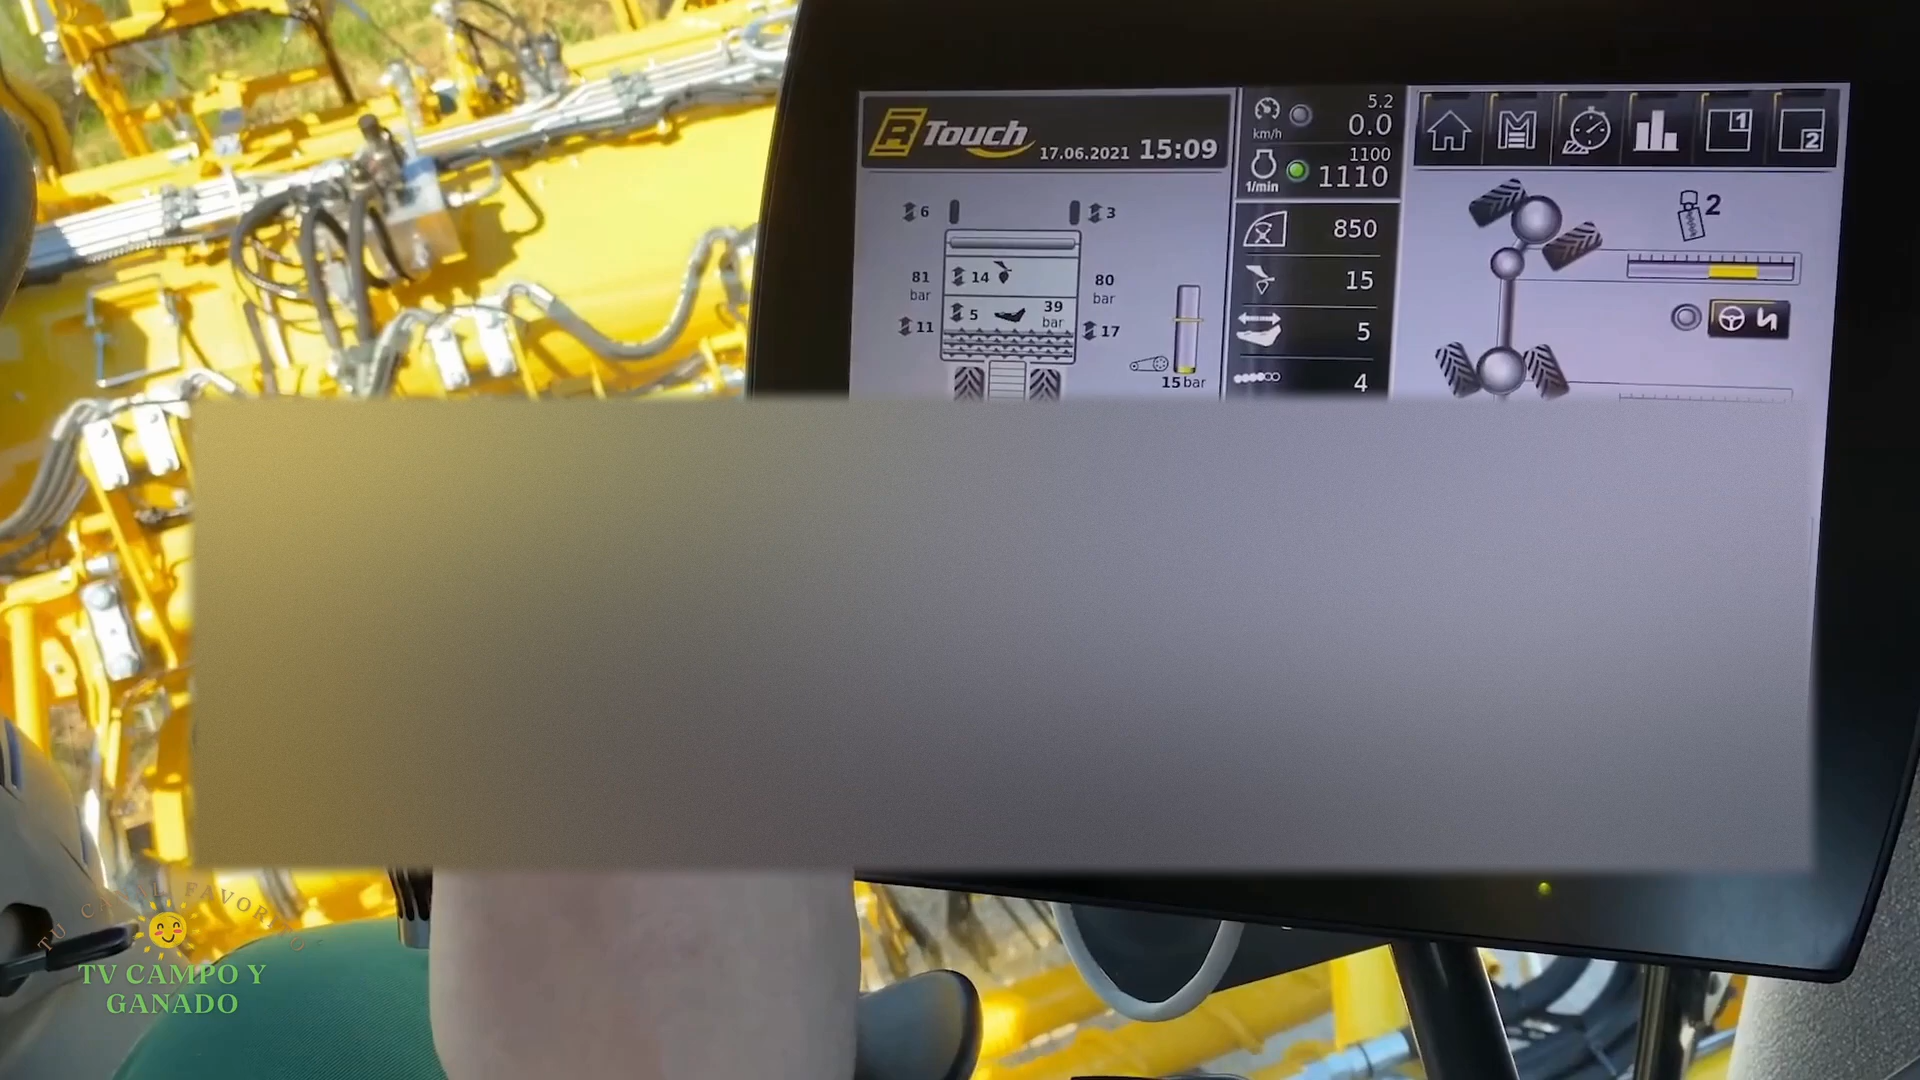 R Touch 17.06.2021 15:09
km/h 5.2
0.0
1/min 1100
1110
6 3
81 bar
14
80 bar
5 39 bar
11 17
15 bar
850
15
5
4
1
2
2
TU CANAL FAVORITO
TV CAMPO Y
GANADO